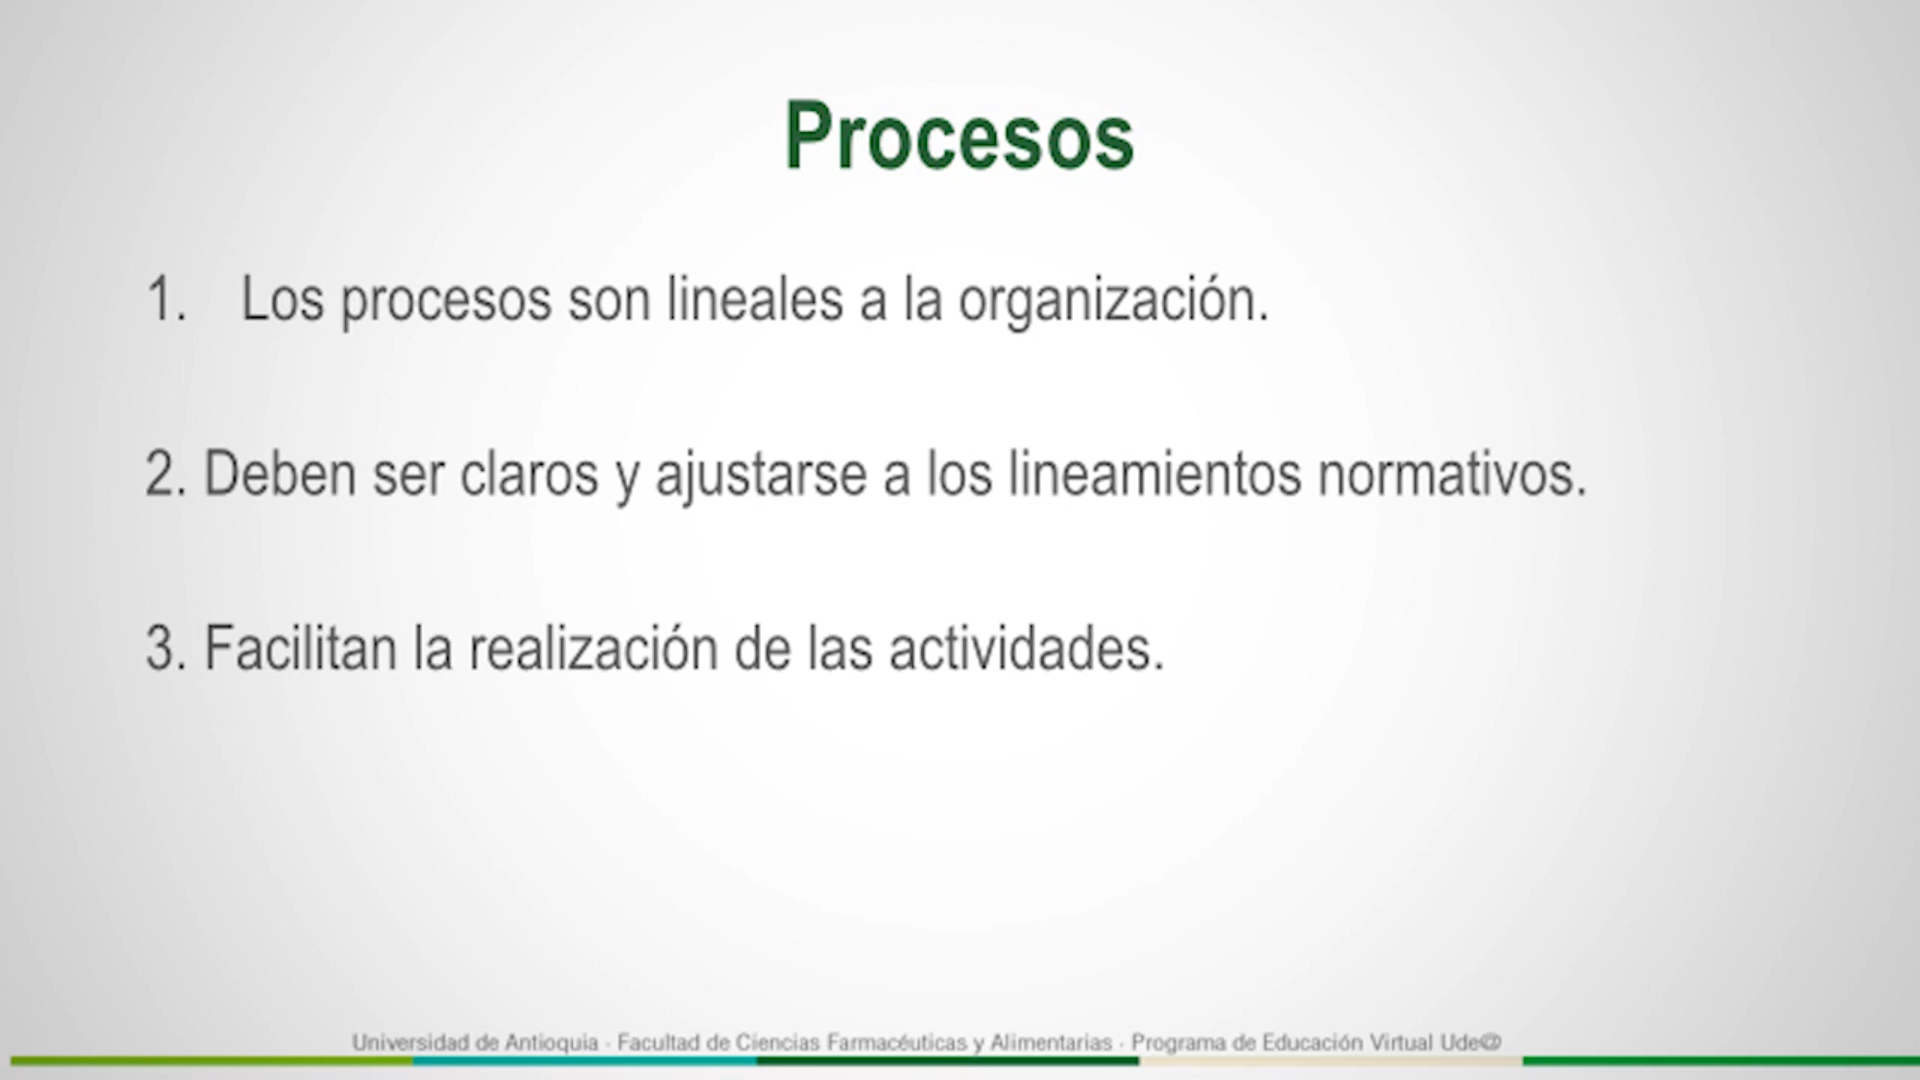 Procesos
1. Los procesos son lineales a la organización.
2. Deben ser claros y ajustarse a los lineamientos normativos.
3. Facilitan la realización de las actividades.
Universidad de Antioquia · Facultad de Ciencias Farmacéuticas y Alimentarias · Programa de Educación Virtual Ude@